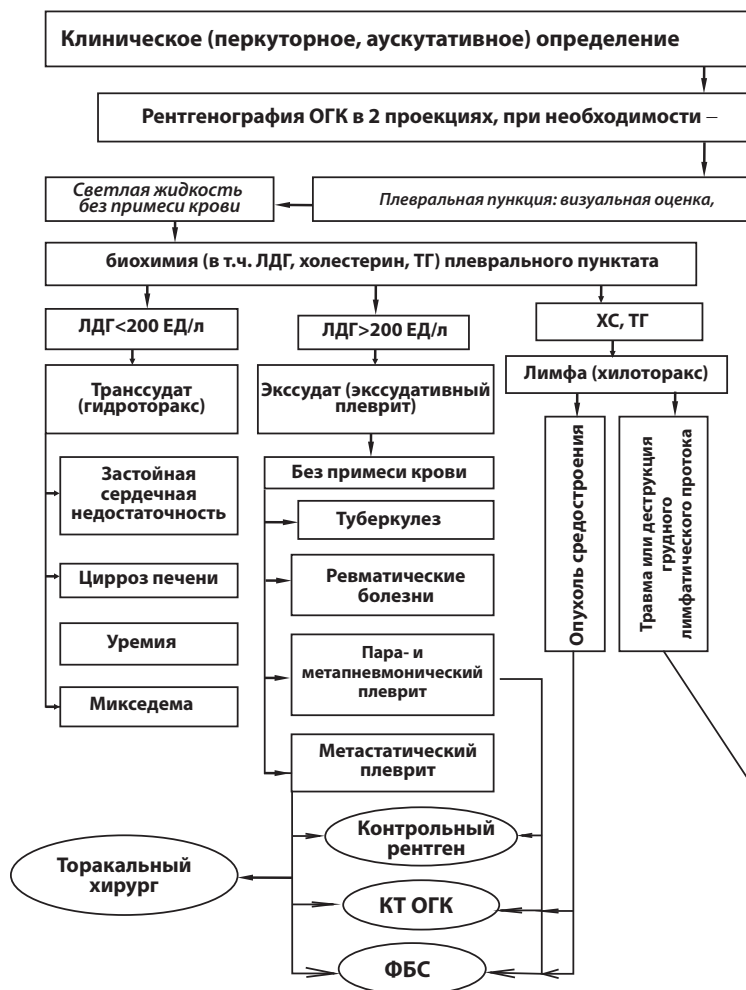 Клиническое (перкуторное, аускутативное) определение
Рентгенография ОГК в 2 проекциях, при необходимости –
Светлая жидкость
без примеси крови
Плевральная пункция: визуальная оценка,
биохимия (в т.ч. ЛДГ, холестерин, ТГ) плеврального пунктата
ЛДГ<200 ЕД/л
ЛДГ>200 ЕД/л
ХС, ТГ
Транссудат
(гидроторакс)
Экссудат (экссудативный
плеврит)
Лимфа (хилоторакс)
Застойная
сердечная
недостаточность
Цирроз печени
Уремия
Микседема
Без примеси крови
Туберкулез
Ревматические
болезни
Пара- и
метапневмонический
плеврит
Метастатический
плеврит
Опухоль средостроения
Травма или деструкция
грудного
лимфатического протока
Контрольный
рентген
Торакальный
хирург
КТ ОГК
ФБС